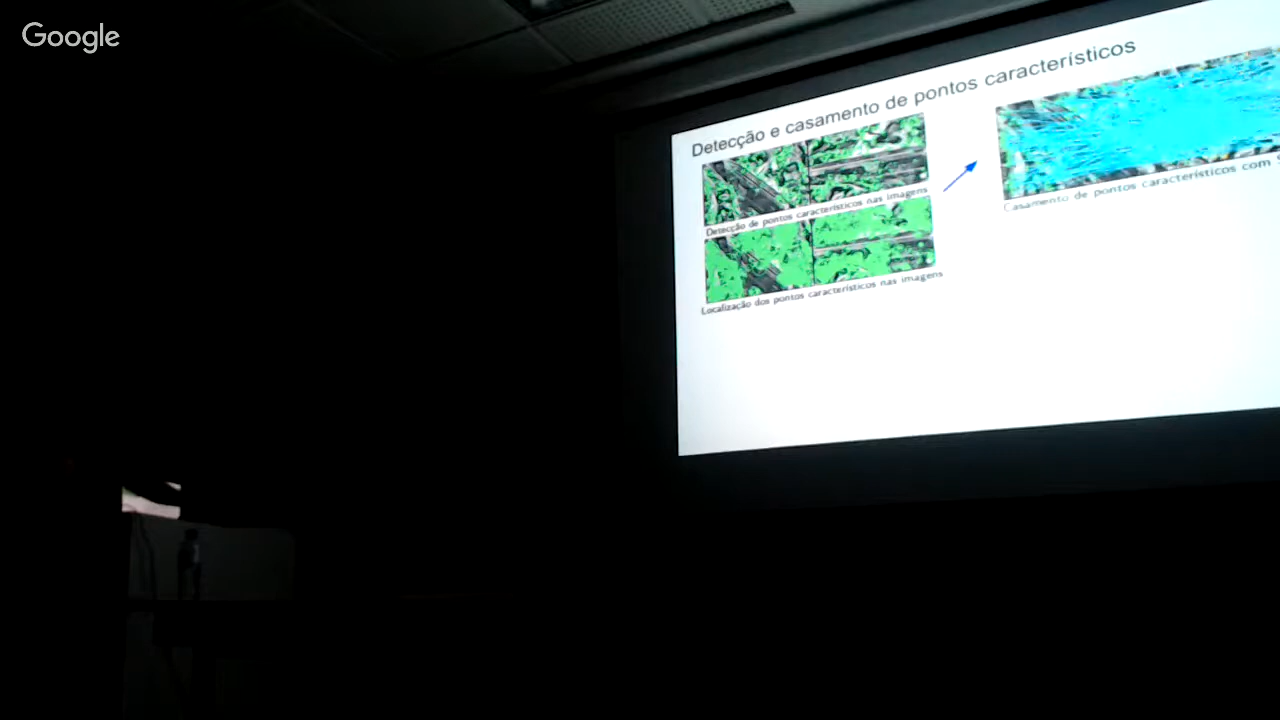 Google
Detecção e casamento de pontos característicos
Detecção de pontos característicos nas imagens
Localização dos pontos característicos nas imagens
Casamento de pontos característicos com